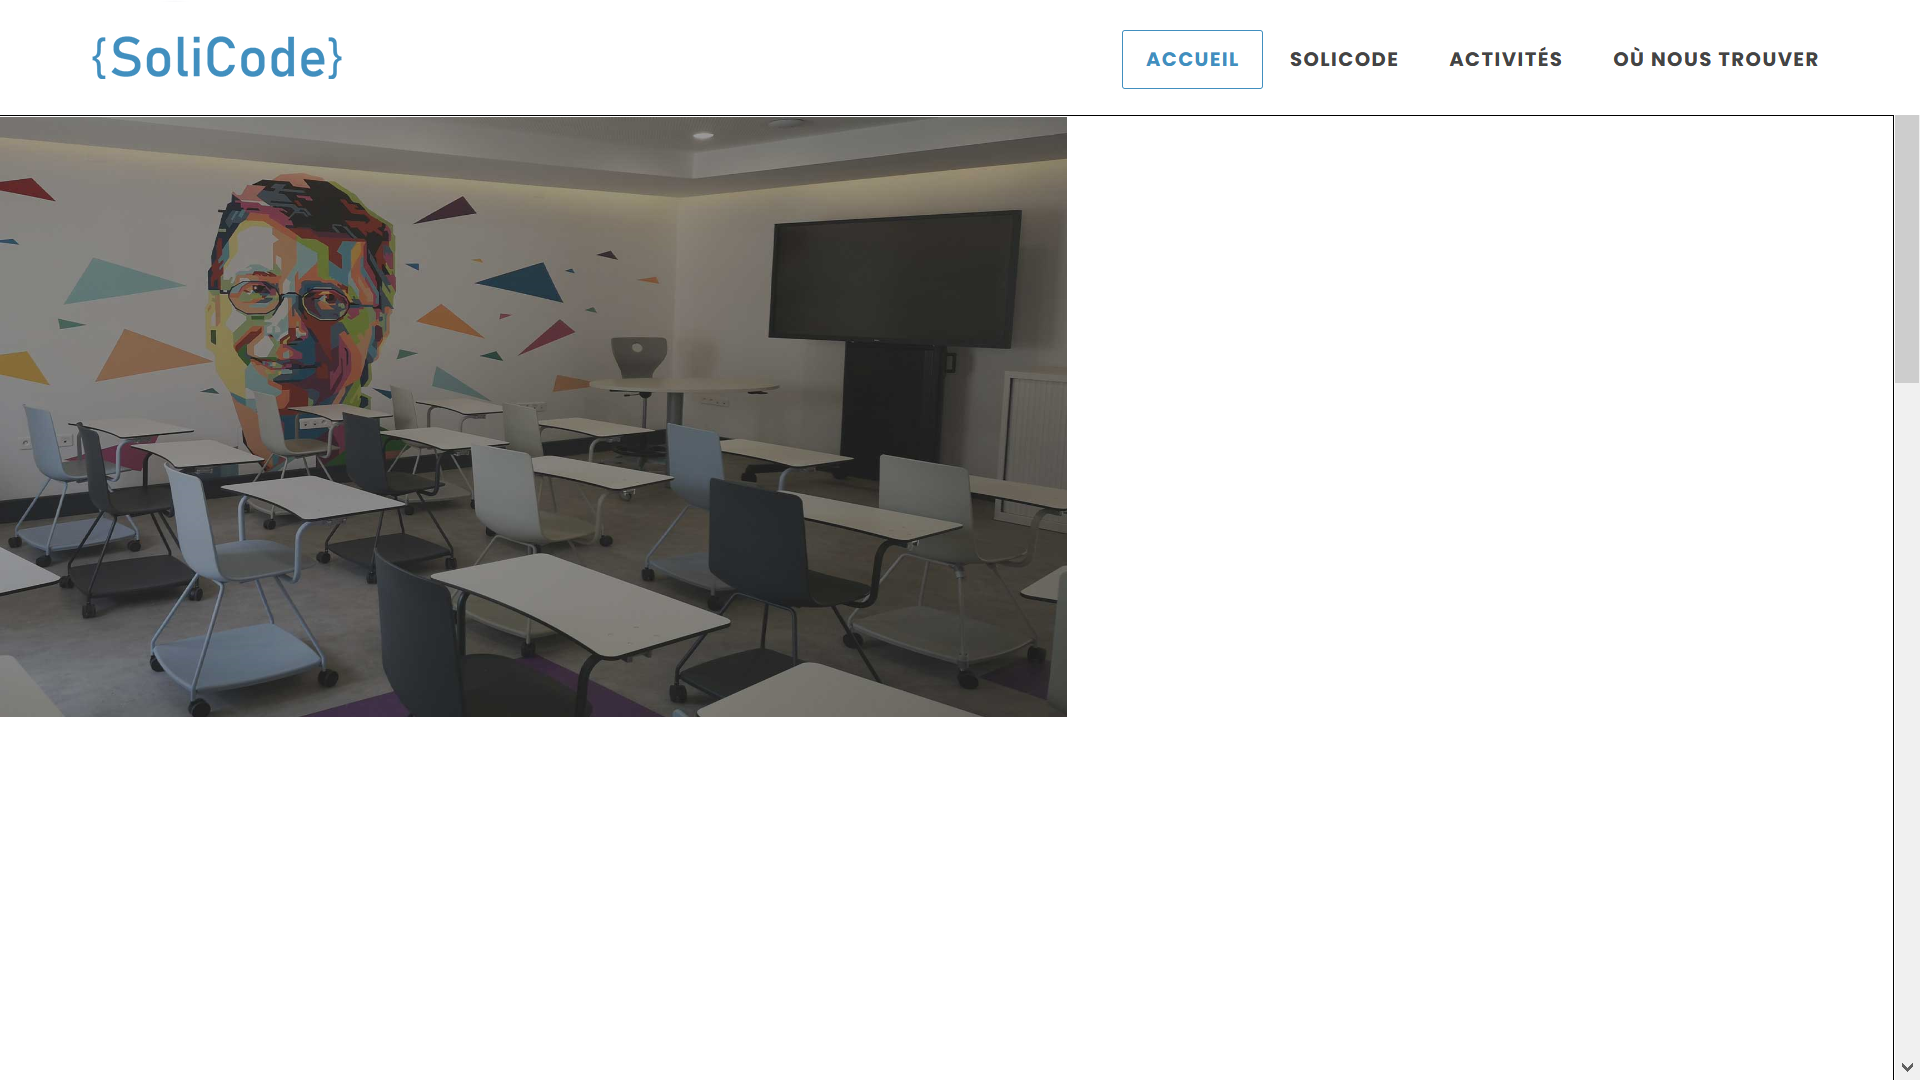 {SoliCode}
ACCUEIL
SOLICODE
ACTIVITÉS
OÙ NOUS TROUVER